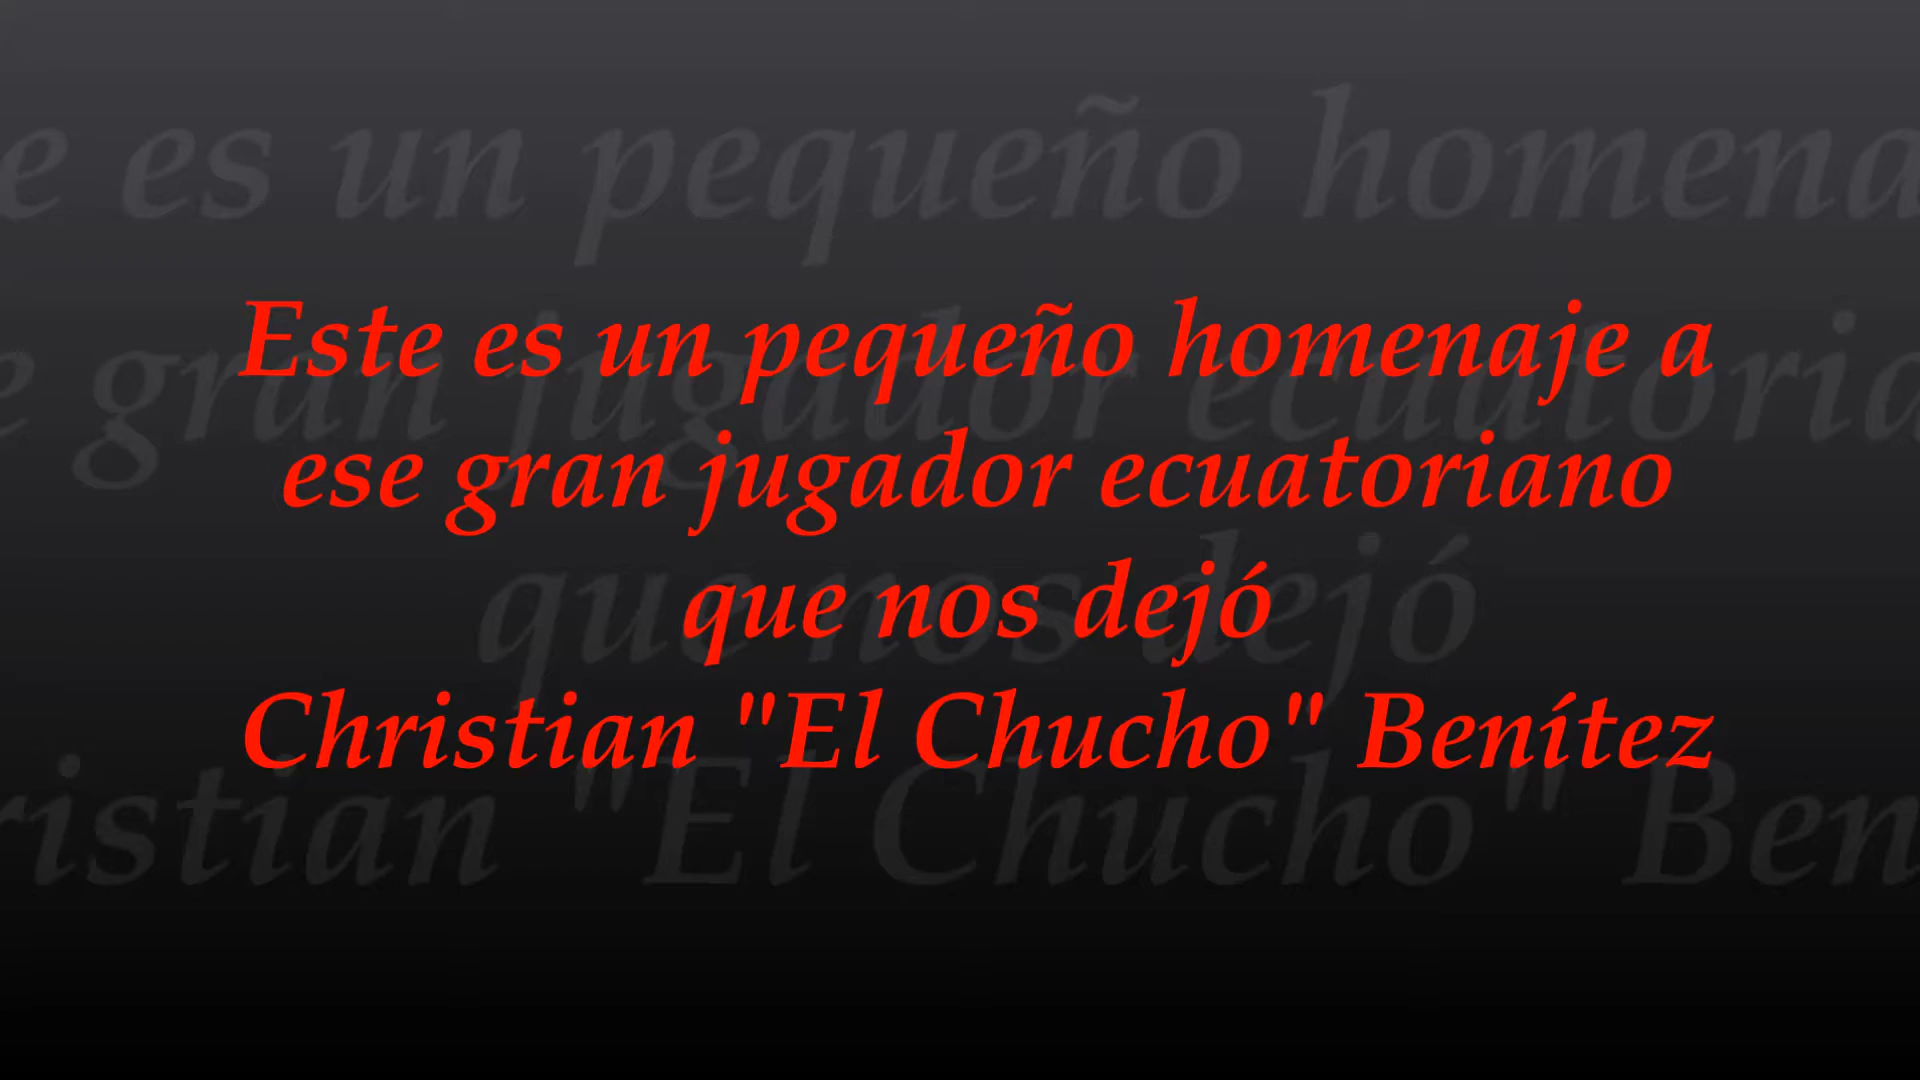 Este es un pequeño homenaje a
ese gran jugador ecuatoriano
que nos dejó
Christian "El Chucho" Benítez